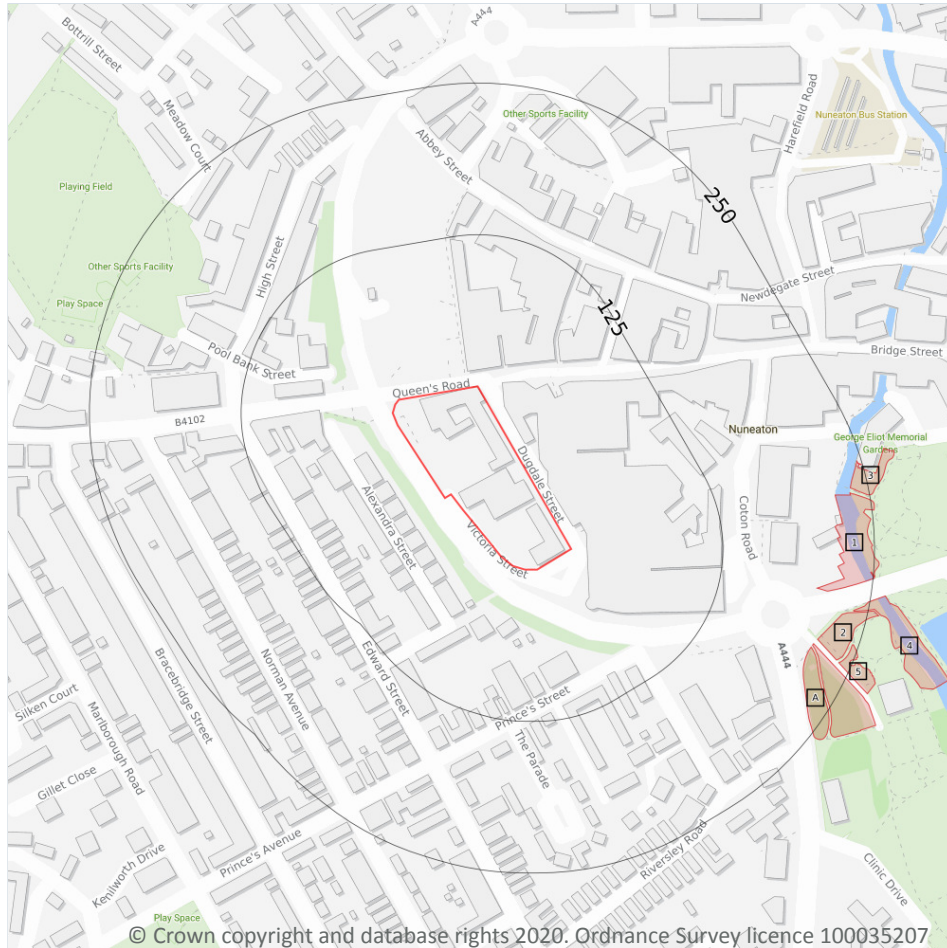 A444
Bottrill Street
Meadow Court
Harefield Road
Other Sports Facility
Nuneaton Bus Station
Abbey Street
Playing Field
250
High Street
Other Sports Facility
Newdegate Street
Play Space
125
Pool Bank Street
Bridge Street
Queen's Road
B4102
Nuneaton
George Eliot Memorial
Gardens
Dugdale Street
3
Alexandra Street
Coton Road
Victoria Street
1
2
4
A444
5
Edward Street
Norman Avenue
Bracebridge Street
A
Silken Court
Marlborough Road
Prince's Street
The Parade
Gillet Close
Riversley Road
Prince's Avenue
Kenilworth Drive
Clinic Drive
Play Space
© Crown copyright and database rights 2020. Ordnance Survey licence 100035207.